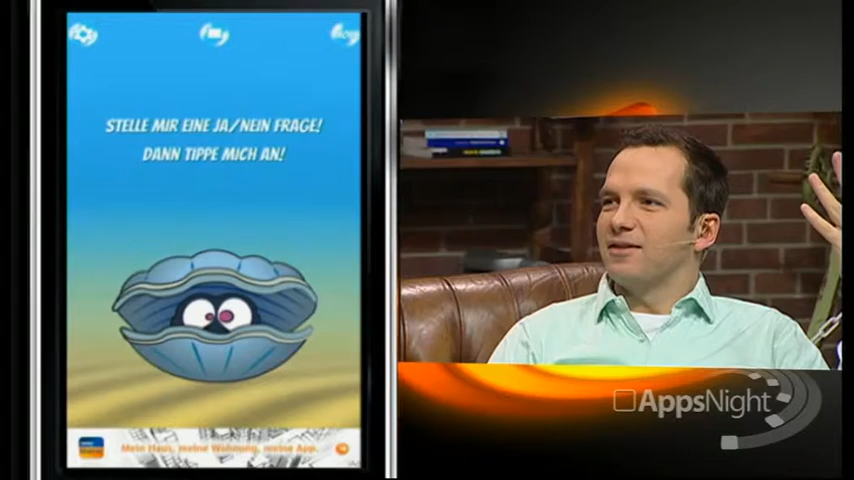 STELLE MIR EINE JA/NEIN FRAGE!
DANN TIPPE MICH AN!
Mein Haus, meine Wohnung, meine App.
AppsNight